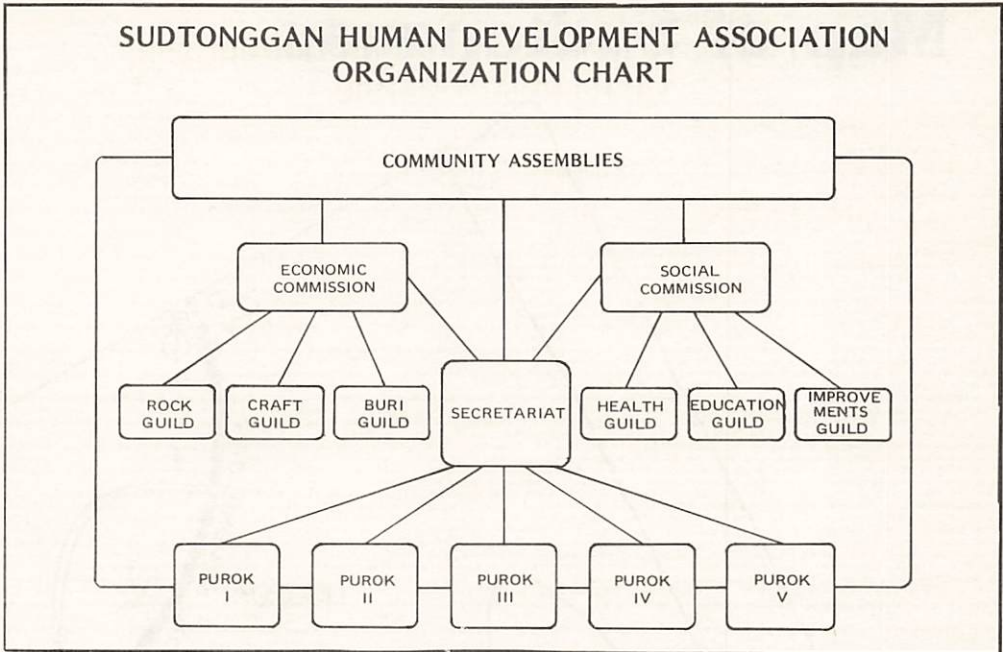 SUDTONGGAN HUMAN DEVELOPMENT ASSOCIATION
ORGANIZATION CHART
COMMUNITY ASSEMBLIES
ECONOMIC
COMMISSION
SOCIAL
COMMISSION
ROCK
GUILD
CRAFT
GUILD
BURI
GUILD
SECRETARIAT
HEALTH
GUILD
EDUCATION
GUILD
IMPROVE
MENTS
GUILD
PUROK
I
PUROK
II
PUROK
III
PUROK
IV
PUROK
V